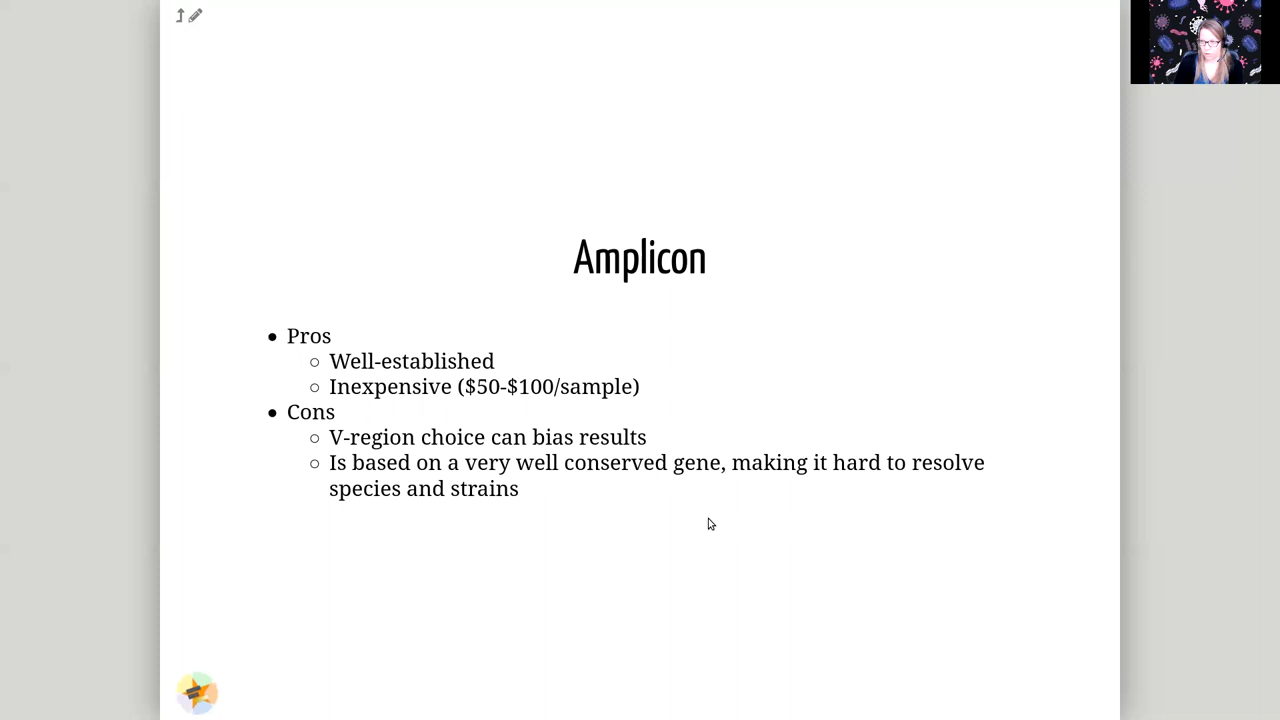 Amplicon
Pros
Well-established
Inexpensive ($50-$100/sample)
Cons
V-region choice can bias results
Is based on a very well conserved gene, making it hard to resolve
species and strains